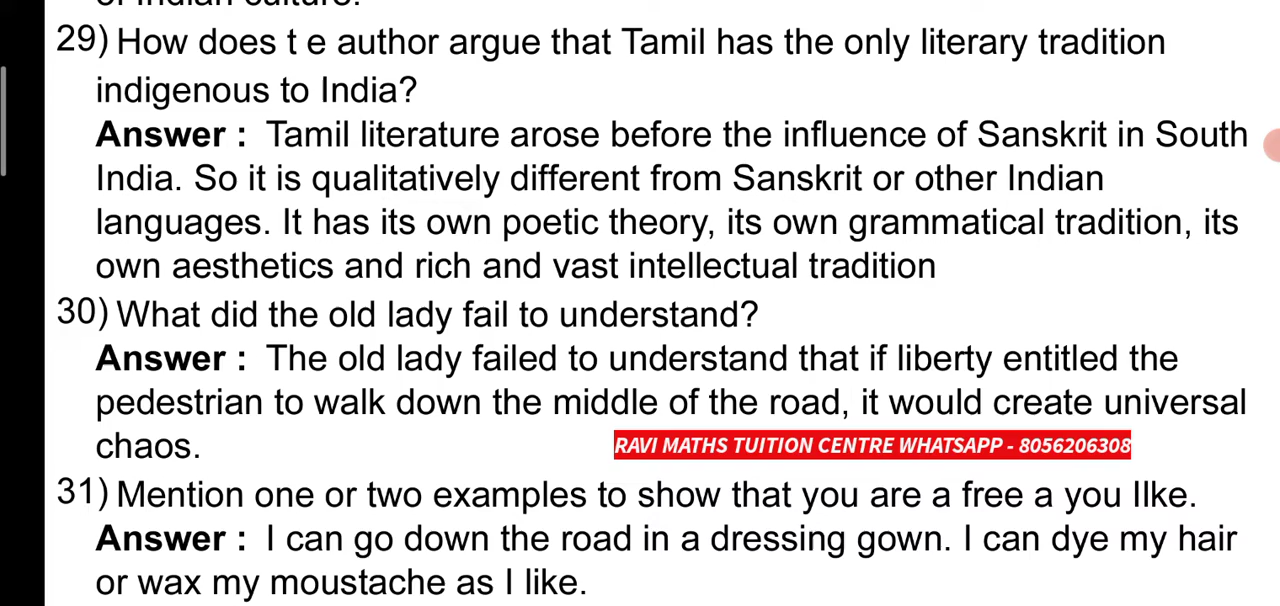 of Indian culture.
29) How does t e author argue that Tamil has the only literary tradition
indigenous to India?
Answer : Tamil literature arose before the influence of Sanskrit in South
India. So it is qualitatively different from Sanskrit or other Indian
languages. It has its own poetic theory, its own grammatical tradition, its
own aesthetics and rich and vast intellectual tradition
30) What did the old lady fail to understand?
Answer : The old lady failed to understand that if liberty entitled the
pedestrian to walk down the middle of the road, it would create universal
chaos.
RAVI MATHS TUITION CENTRE WHATSAPP - 8056206308
31) Mention one or two examples to show that you are a free a you Ilke.
Answer : I can go down the road in a dressing gown. I can dye my hair
or wax my moustache as I like.